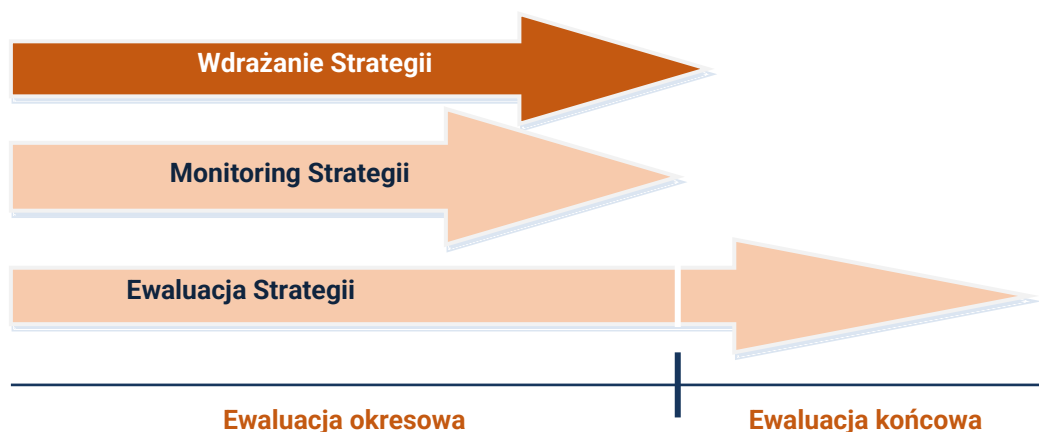 Wdrażanie Strategii
Monitoring Strategii
Ewaluacja Strategii
Ewaluacja okresowa
Ewaluacja końcowa